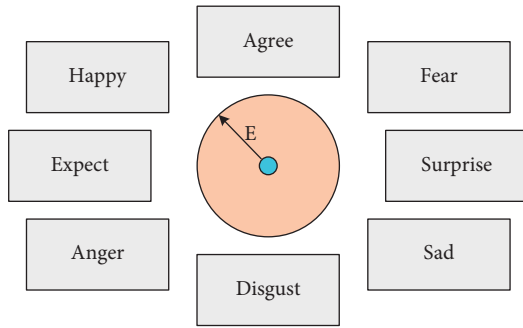 Agree
Happy
Fear
E
Expect
Surprise
Anger
Sad
Disgust